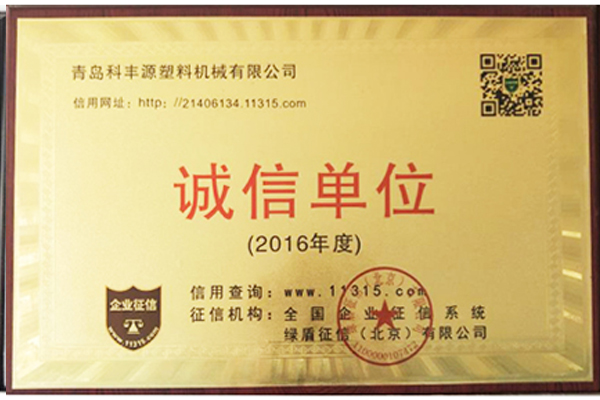 青岛科丰源塑料机械有限公司
信用网址：http：//21406134.11315.com
诚信单位
(2016年度)
企业征信
www.11315.com
信用查询：www.11315.com
征信机构：全国企业征信系统
绿盾征信（北京）有限公司